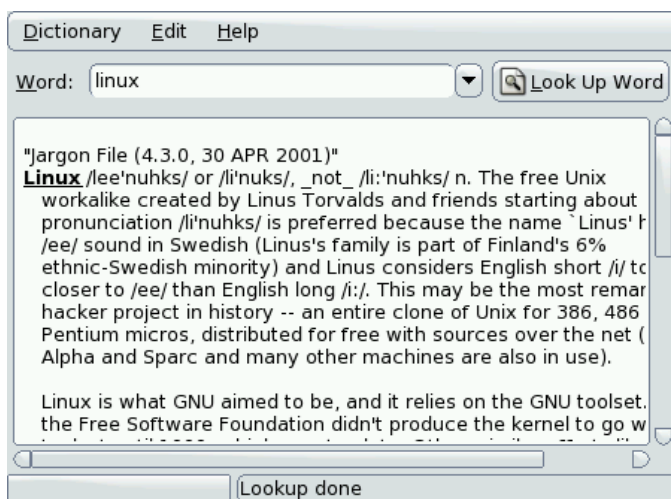 Dictionary Edit Help
Word: linux Look Up Word
"Jargon File (4.3.0, 30 APR 2001)"
Linux /lee'nuhks/ or /li'nuks/, _not_ /li:'nuhks/ n. The free Unix
workalike created by Linus Torvalds and friends starting about
pronunciation /li'nuhks/ is preferred because the name `Linus'
/ee/ sound in Swedish (Linus's family is part of Finland's 6%
ethnic-Swedish minority) and Linus considers English short /i/ to
closer to /ee/ than English long /i:/. This may be the most remar
hacker project in history -- an entire clone of Unix for 386, 486
Pentium micros, distributed for free with sources over the net (
Alpha and Sparc and many other machines are also in use).
Linux is what GNU aimed to be, and it relies on the GNU toolset.
the Free Software Foundation didn't produce the kernel to go w
Lookup done